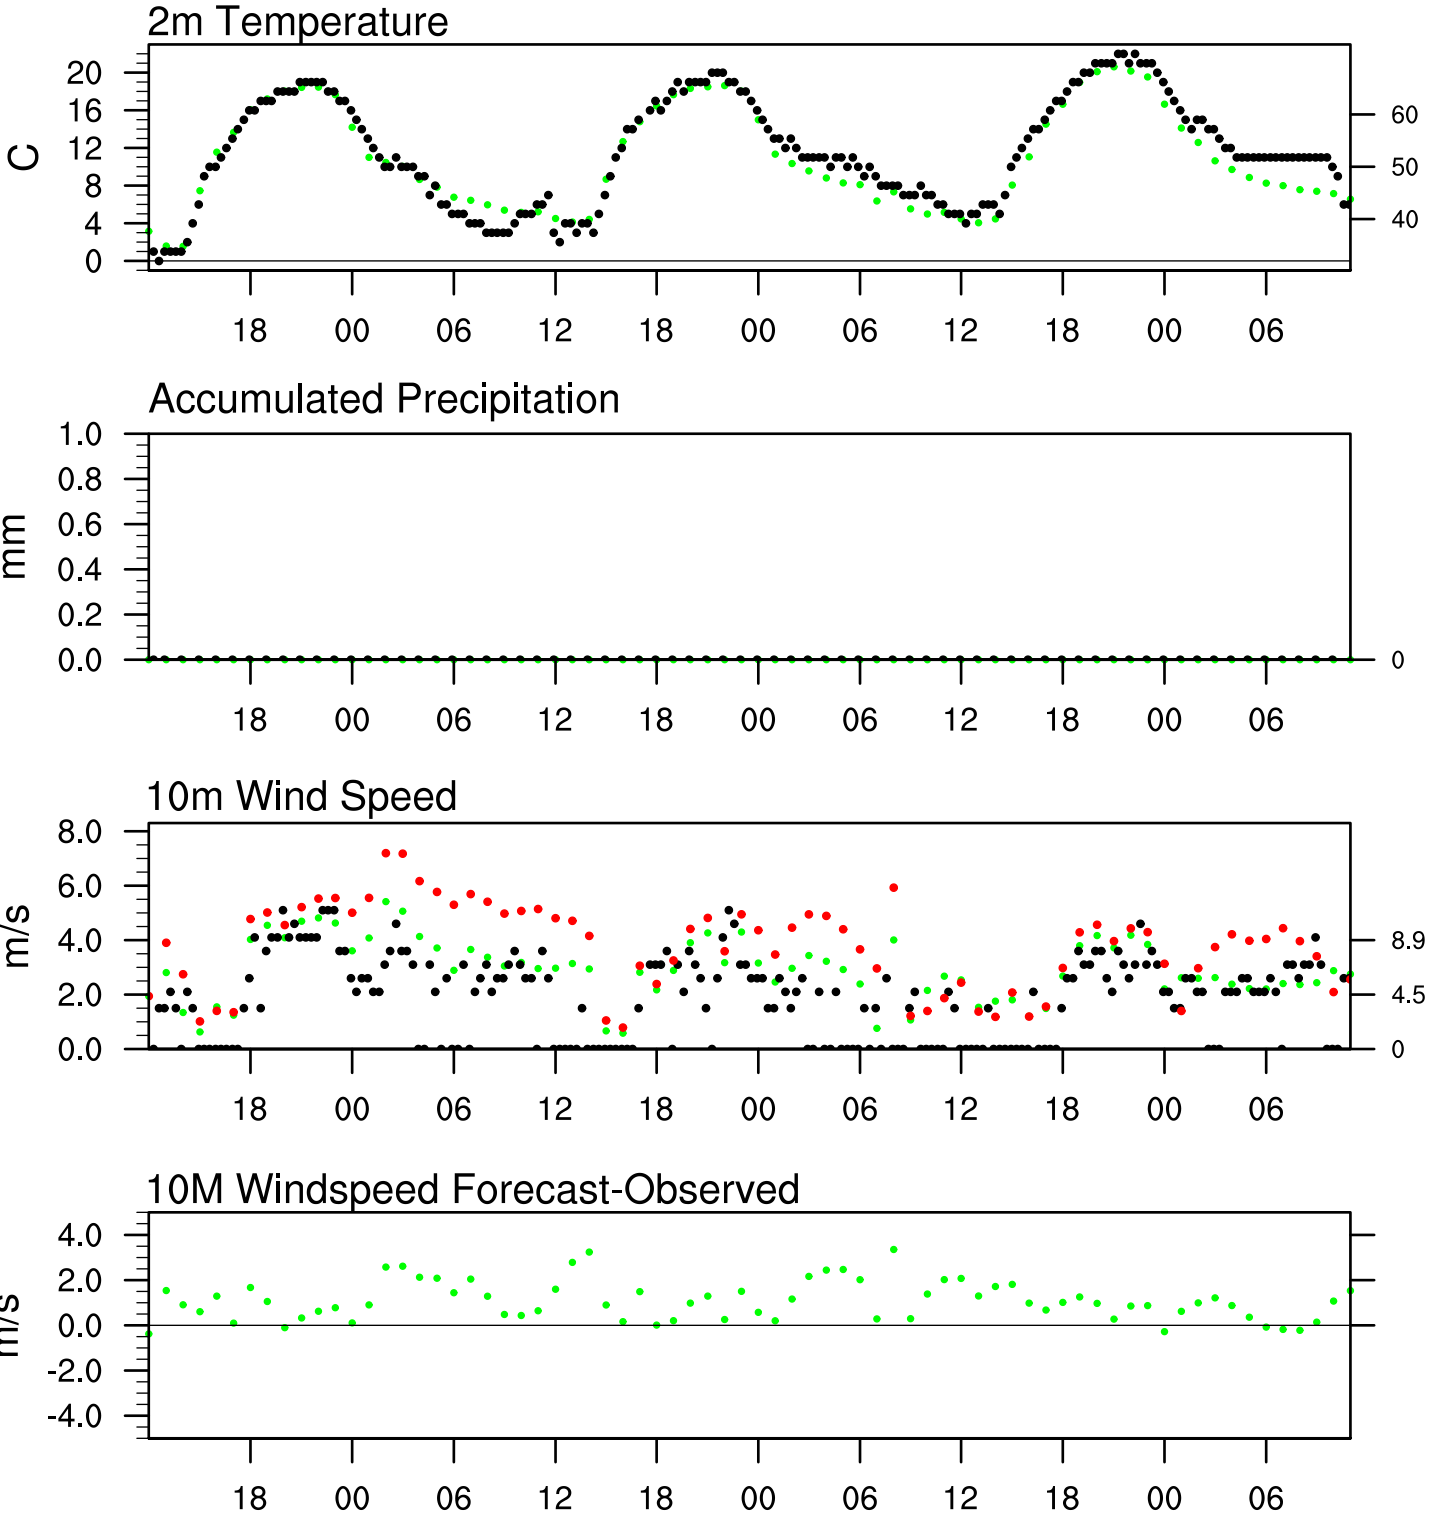 2m Temperature
20
16
12
8
4
0
C
60
50
40
18 00 06 12 18 00 06 12 18 00 06
Accumulated Precipitation
1.0
0.8
0.6
0.4
0.2
0.0
mm
0
18 00 06 12 18 00 06 12 18 00 06
10m Wind Speed
8.0
6.0
4.0
2.0
0.0
m/s
8.9
4.5
0
18 00 06 12 18 00 06 12 18 00 06
10M Windspeed Forecast-Observed
4.0
2.0
0.0
-2.0
-4.0
m/s
18 00 06 12 18 00 06 12 18 00 06